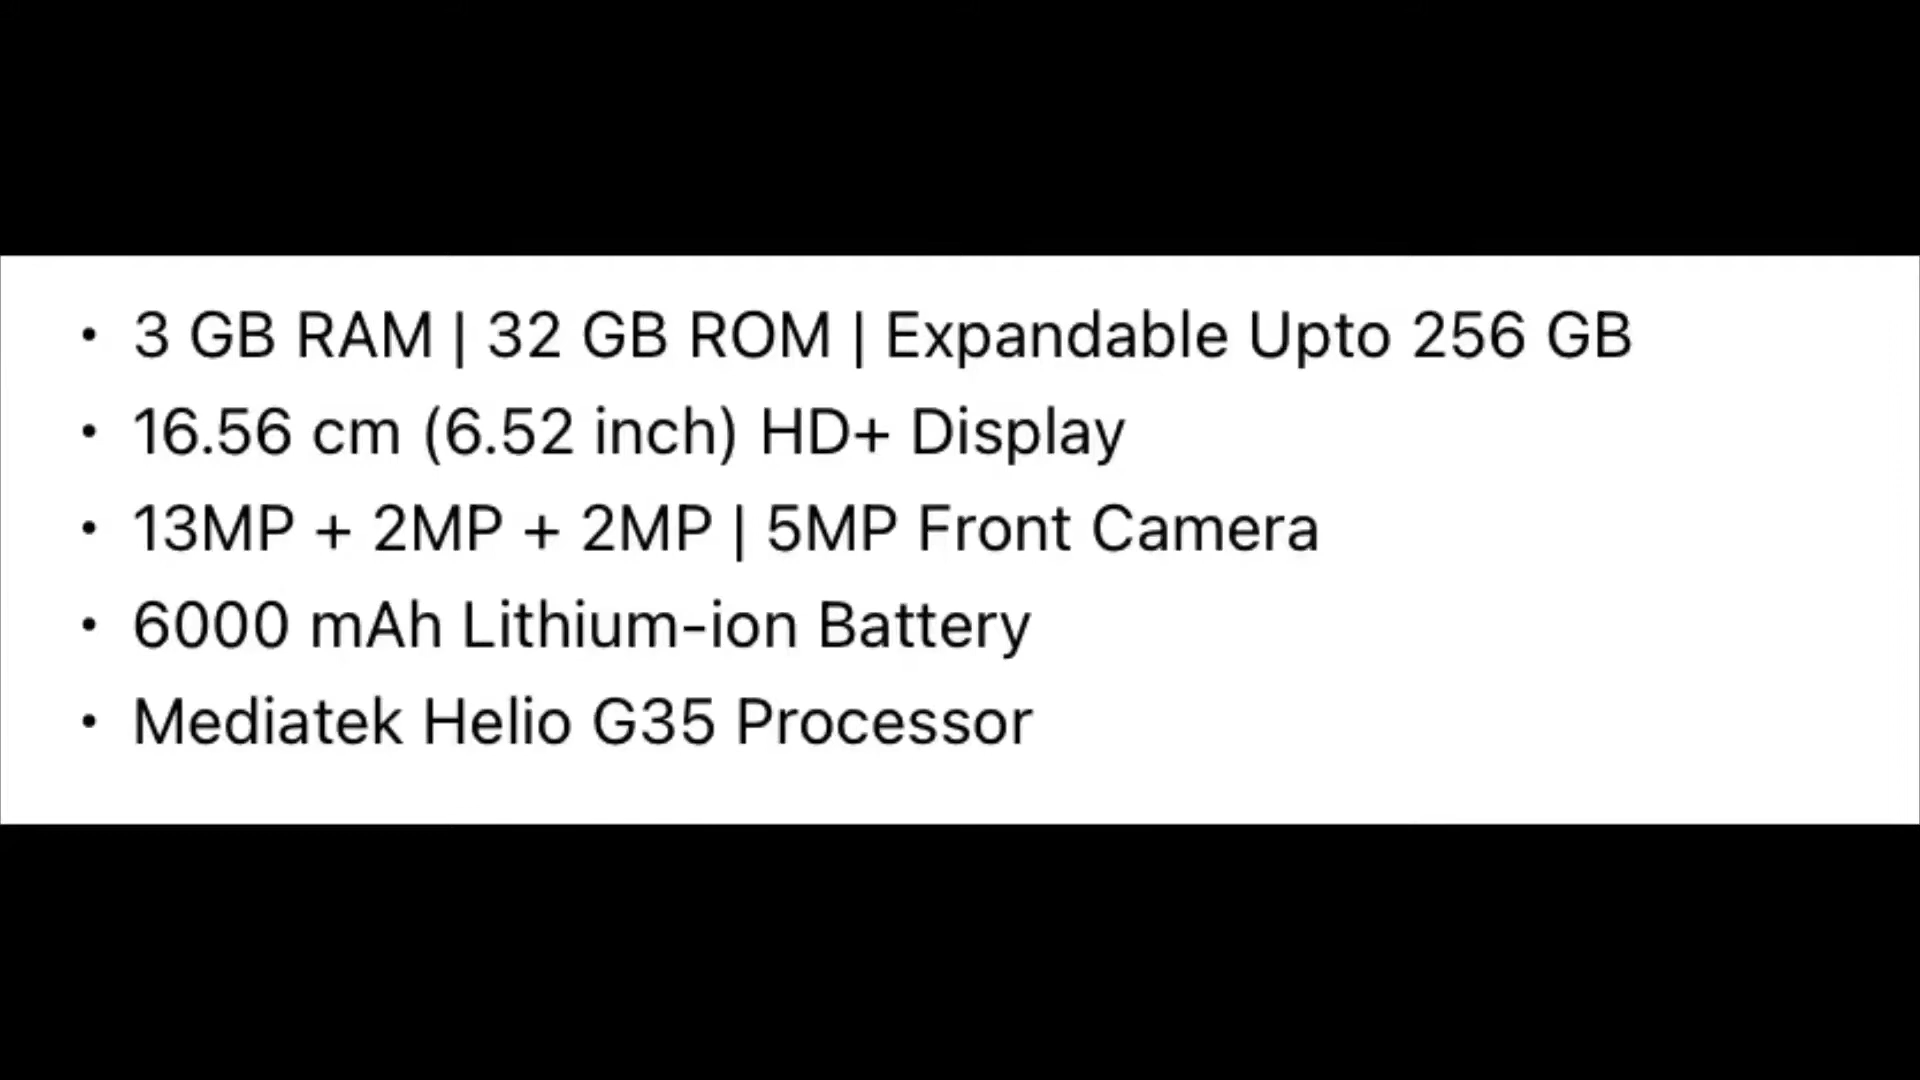 • 3 GB RAM | 32 GB ROM | Expandable Upto 256 GB
• 16.56 cm (6.52 inch) HD+ Display
• 13MP + 2MP + 2MP | 5MP Front Camera
• 6000 mAh Lithium-ion Battery
• Mediatek Helio G35 Processor